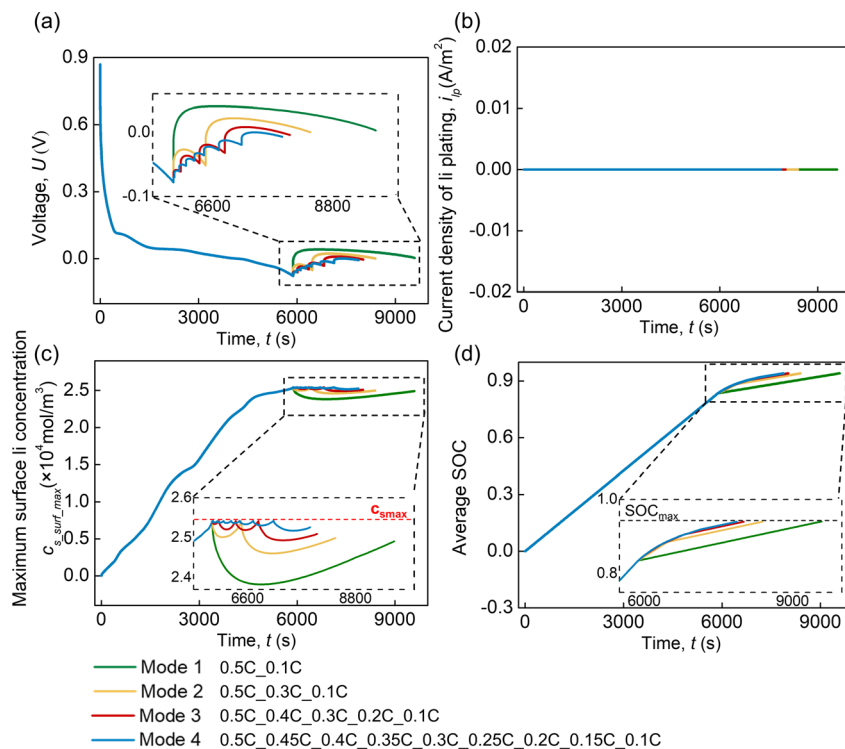 (a)
Voltage, U (V)
0.9
0.6
0.3
0.0
0.0
-0.1
6600 8800
0 3000 6000 9000
Time, t (s)
(b)
Current density of li plating, i_lp (A/m²)
0.02
0.01
0.00
-0.01
-0.02
0 3000 6000 9000
Time, t (s)
(c)
Maximum surface li concentration
c_s_surf_max (×10⁴ mol/m³)
2.5
2.0
1.5
1.0
0.5
0.0
2.6
2.5
2.4
c_smax
6600 8800
0 3000 6000 9000
Time, t (s)
(d)
Average SOC
0.9
0.6
0.3
0.0
-0.3
1.0
SOC_max
0.8
6000 9000
0 3000 6000 9000
Time, t (s)
Mode 1 0.5C_0.1C
Mode 2 0.5C_0.3C_0.1C
Mode 3 0.5C_0.4C_0.3C_0.2C_0.1C
Mode 4 0.5C_0.45C_0.4C_0.35C_0.3C_0.25C_0.2C_0.15C_0.1C